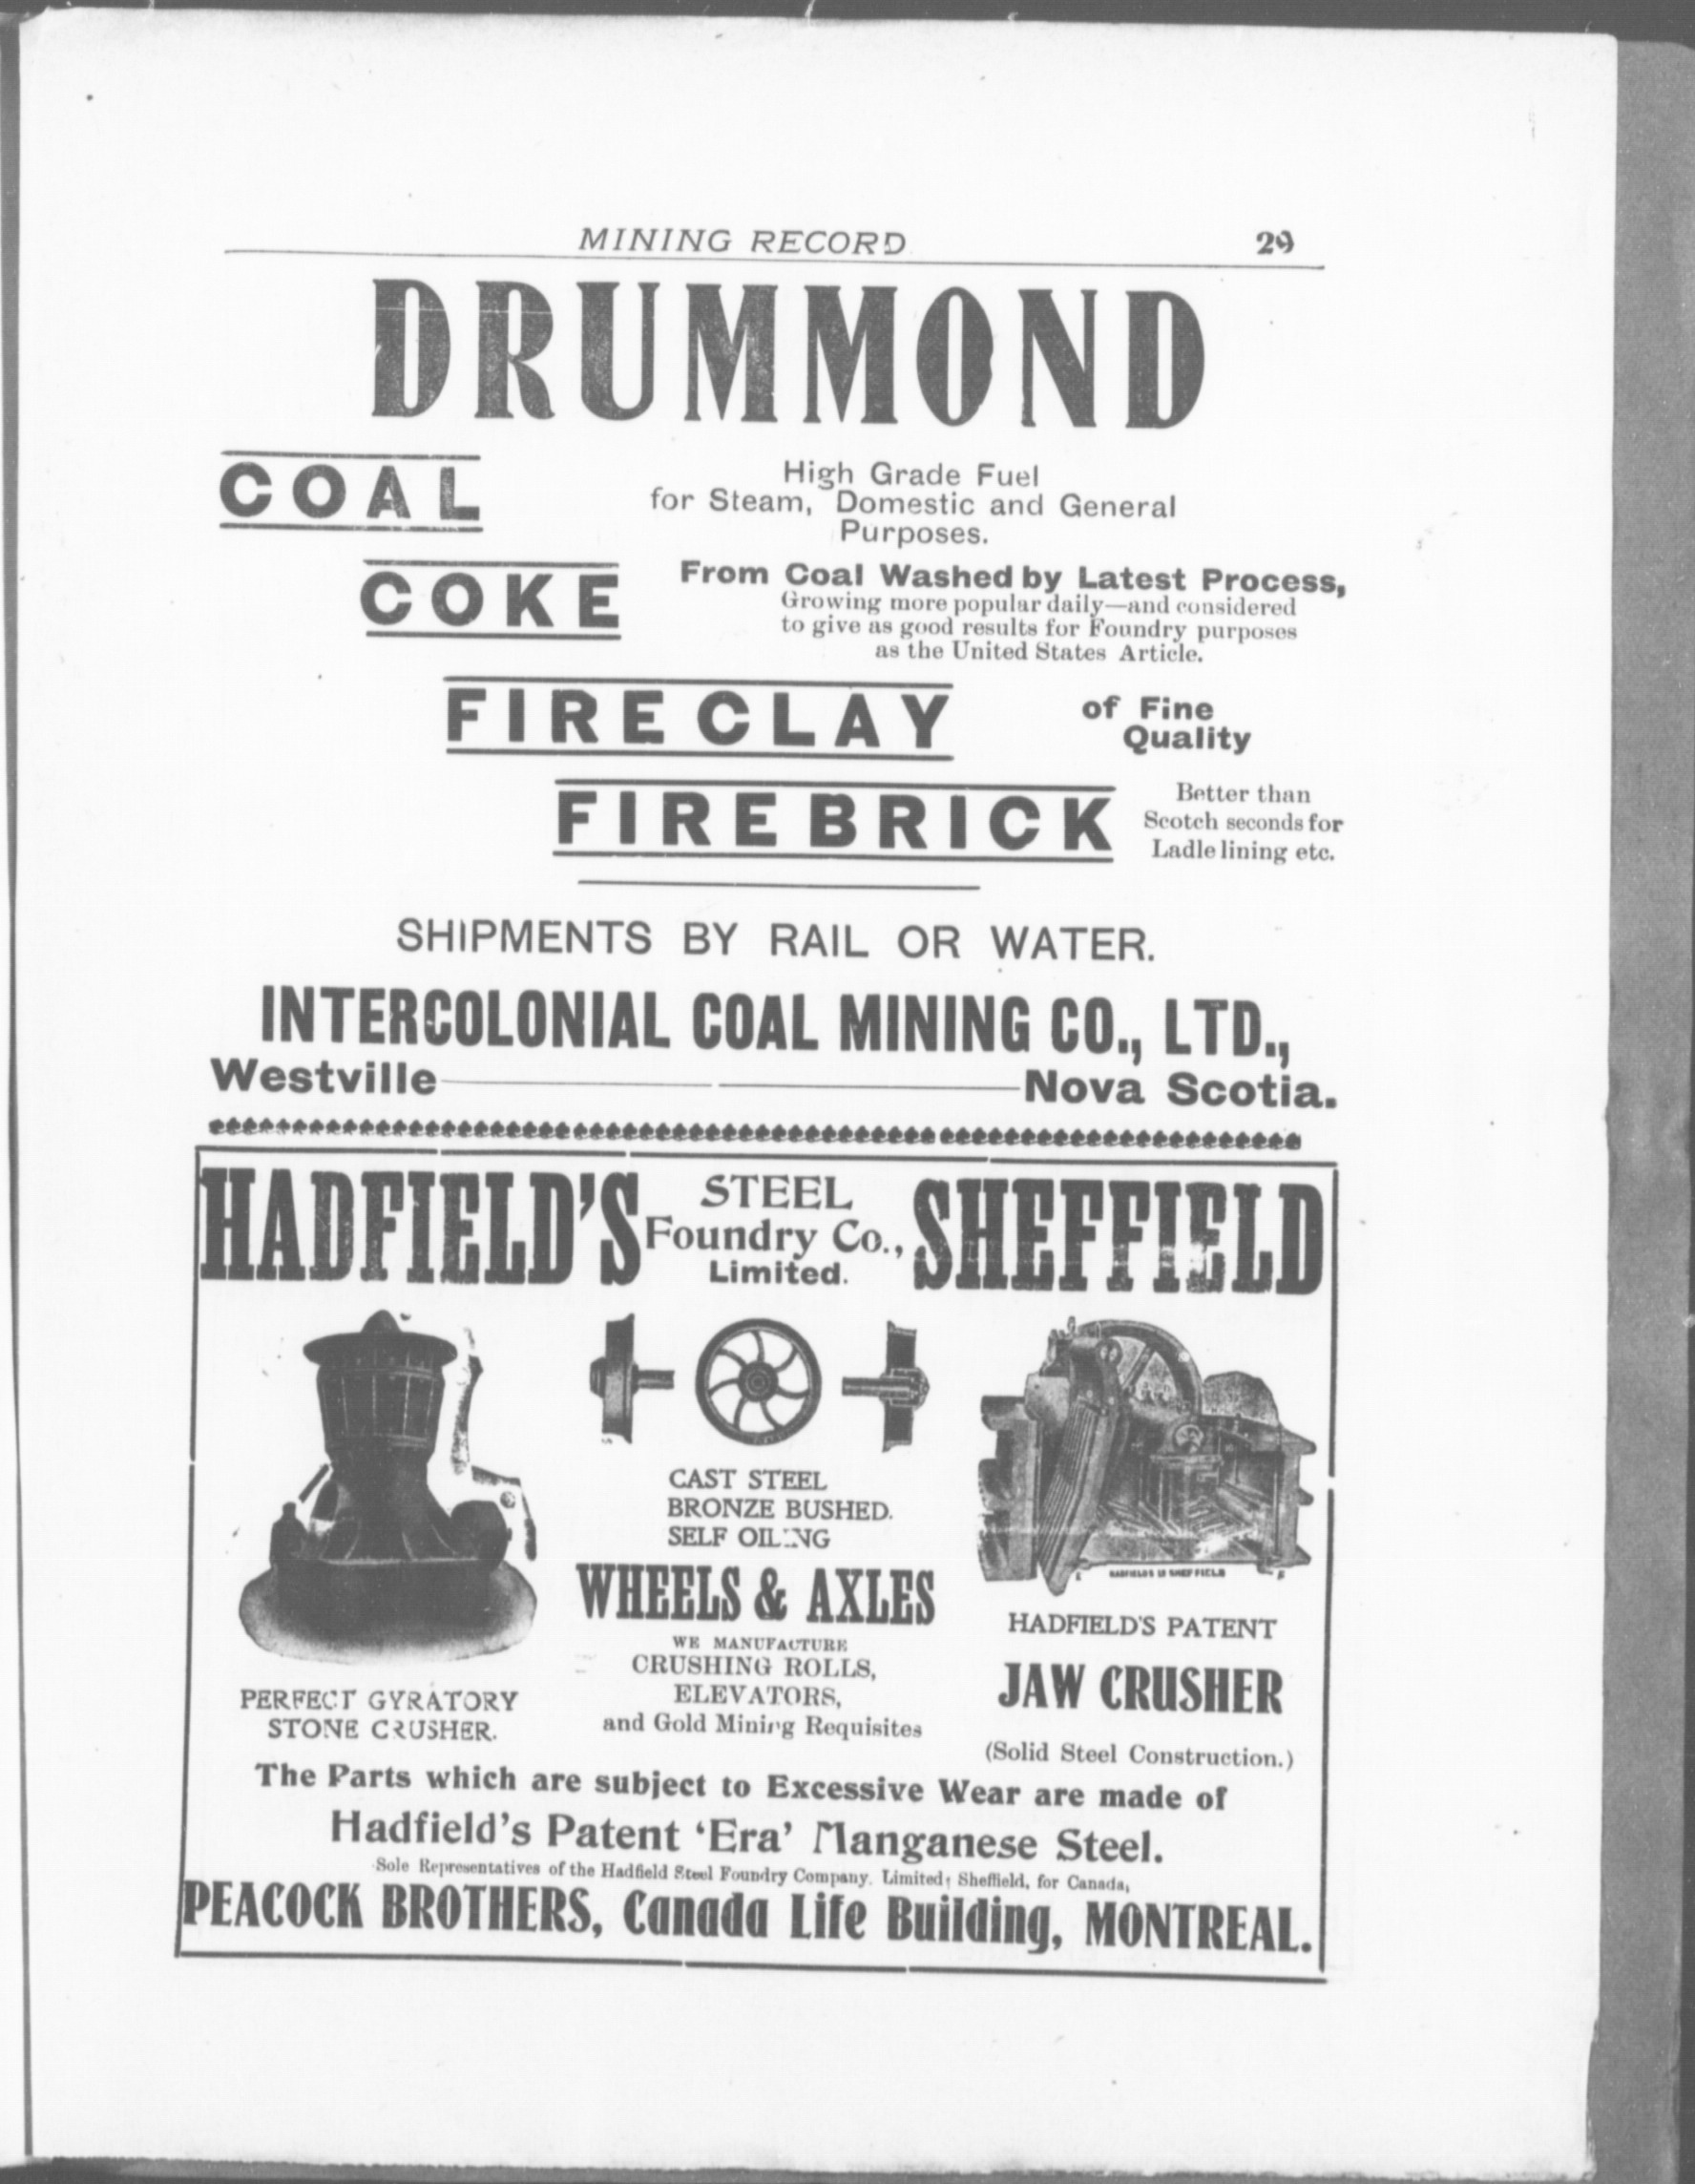 MINING RECORD 29
DRUMMOND
COAL
High Grade Fuel
for Steam, Domestic and General
Purposes.
COKE
From Coal Washed by Latest Process,
Growing more popular daily—and considered
to give as good results for Foundry purposes
as the United States Article.
FIRECLAY
of Fine
Quality
FIREBRICK
Better than
Scotch seconds for
Ladle lining etc.
SHIPMENTS BY RAIL OR WATER.
INTERCOLONIAL COAL MINING CO., LTD.,
Westville Nova Scotia.
HADFIELD'S STEEL Foundry Co., Limited. SHEFFIELD
CAST STEEL
BRONZE BUSHED.
SELF OILING
WHEELS & AXLES
WE MANUFACTURE
CRUSHING ROLLS,
ELEVATORS,
and Gold Mining Requisites
PERFECT GYRATORY
STONE CRUSHER.
HADFIELDS LD SHEFFIELD
HADFIELD'S PATENT
JAW CRUSHER
(Solid Steel Construction.)
The Parts which are subject to Excessive Wear are made of
Hadfield's Patent 'Era' Manganese Steel.
Sole Representatives of the Hadfield Steel Foundry Company. Limited, Sheffield, for Canada,
PEACOCK BROTHERS, Canada Life Building, MONTREAL.